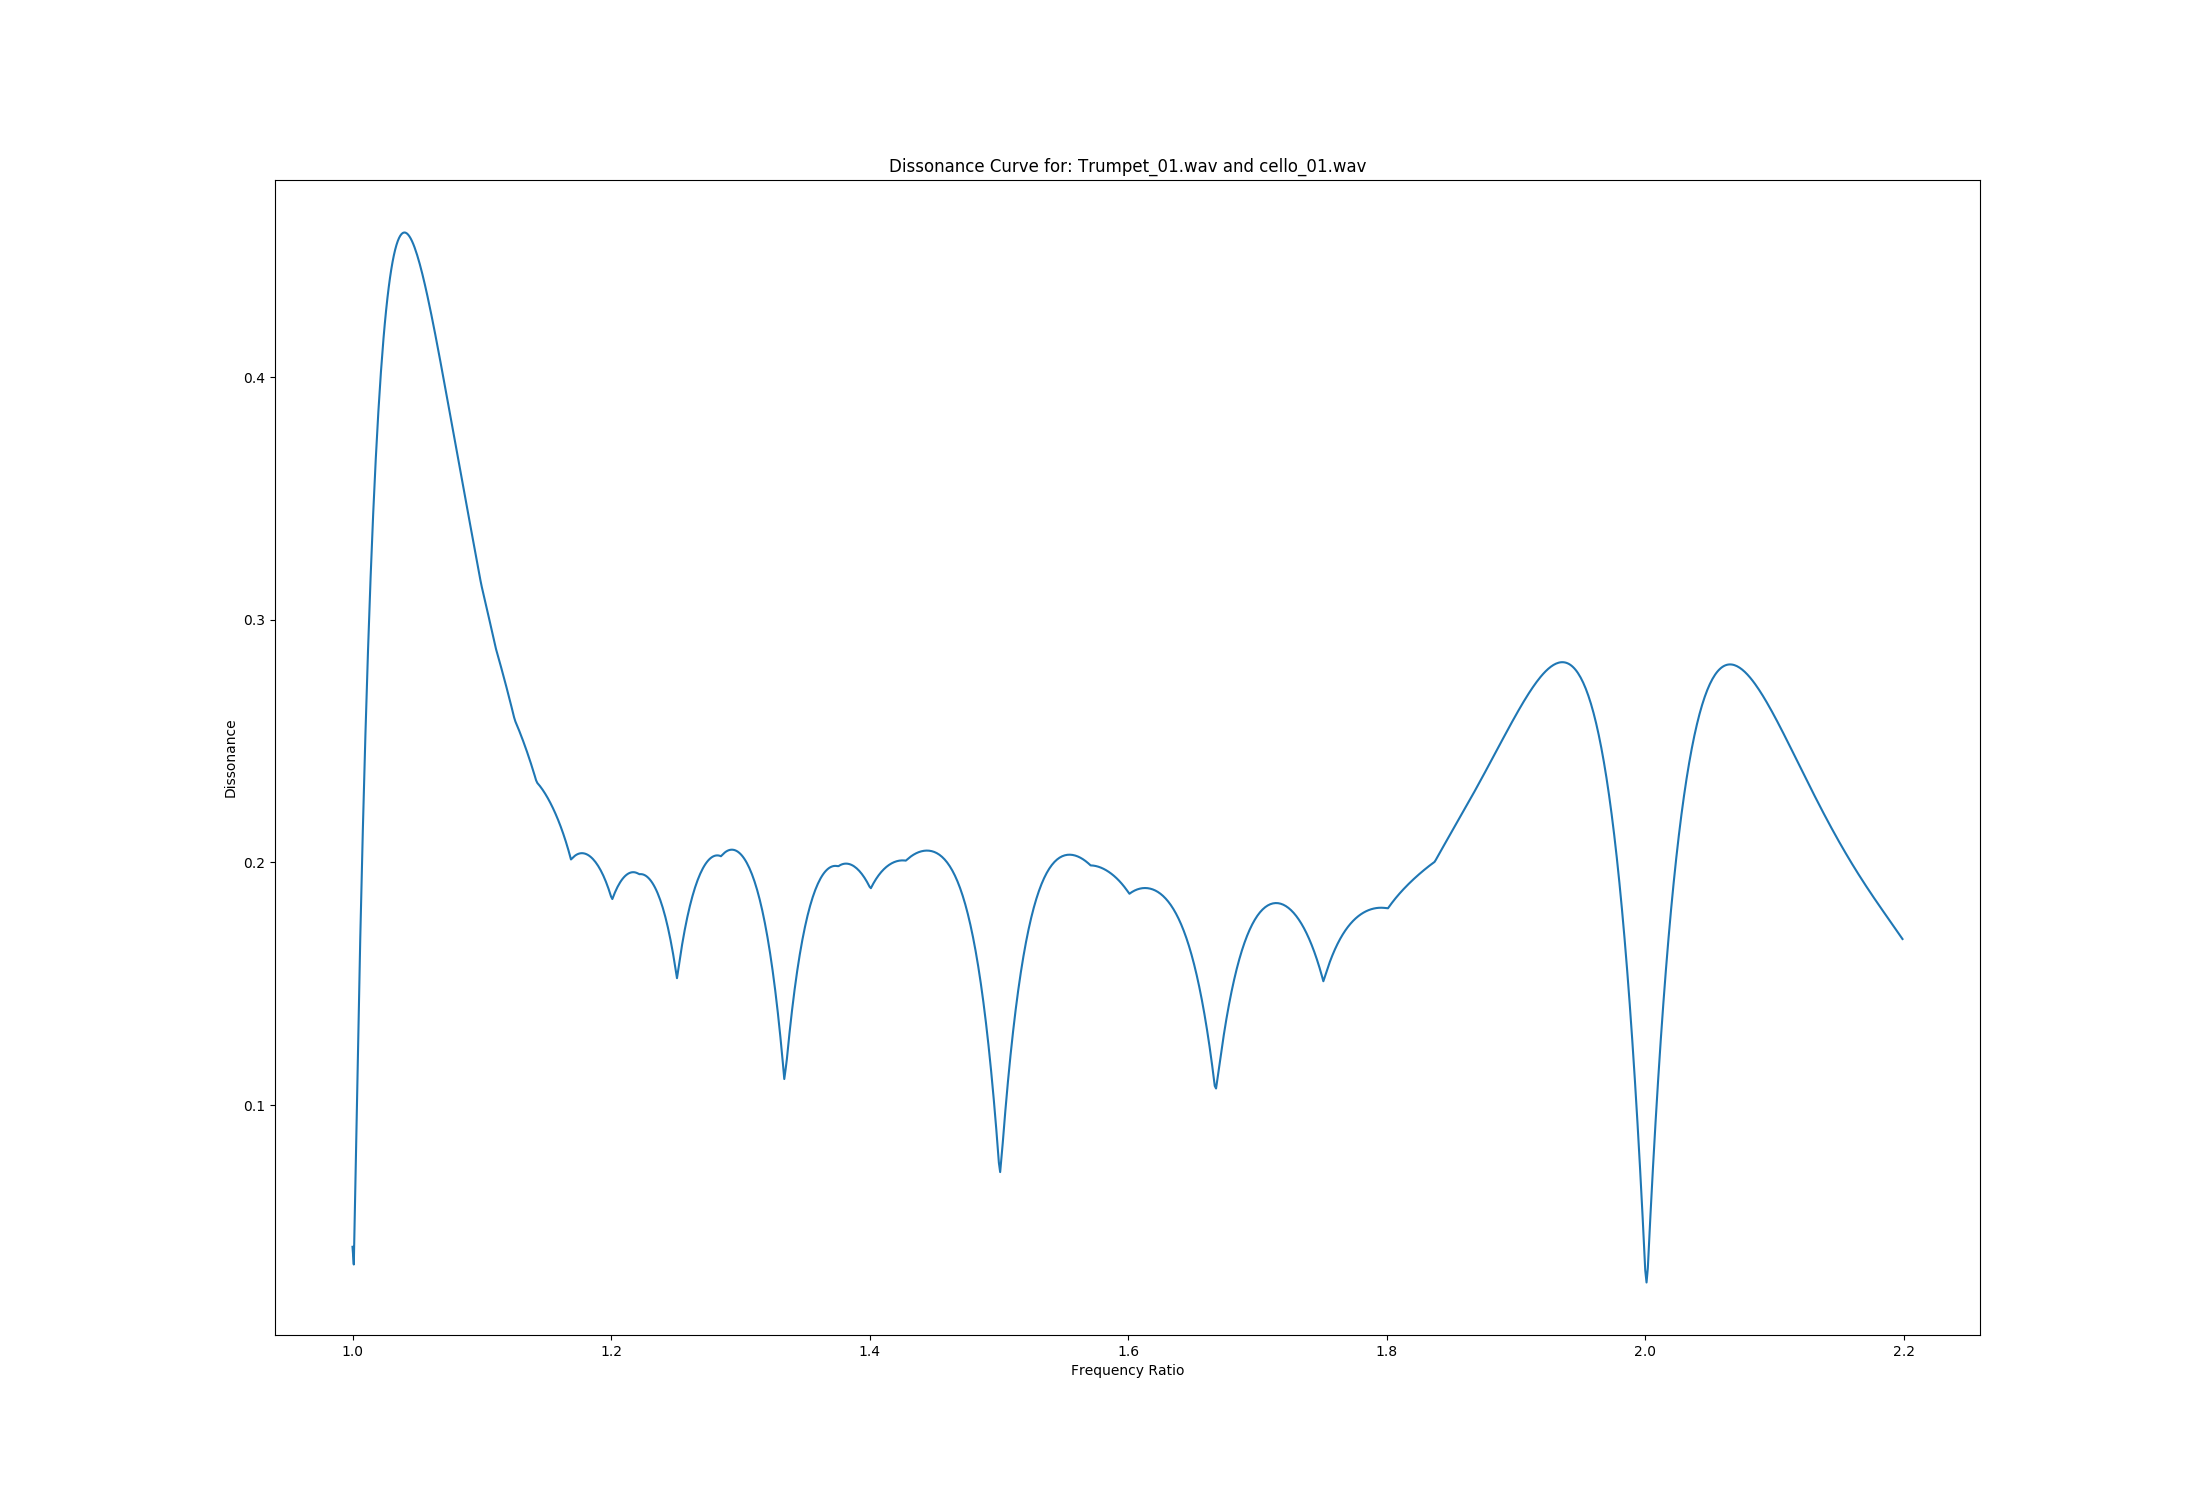 Dissonance Curve for: Trumpet_01.wav and cello_01.wav
Dissonance
0.4
0.3
0.2
0.1
1.0 1.2 1.4 1.6 1.8 2.0 2.2
Frequency Ratio